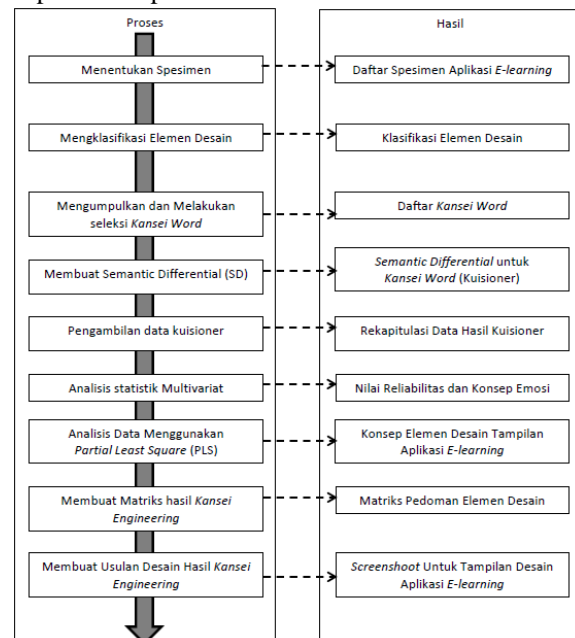 Proses
Hasil
Menentukan Spesimen
Daftar Spesimen Aplikasi E-learning
Mengklasifikasi Elemen Desain
Klasifikasi Elemen Desain
Mengumpulkan dan Melakukan
seleksi Kansei Word
Daftar Kansei Word
Membuat Semantic Differential (SD)
Semantic Differential untuk
Kansei Word (Kuisioner)
Pengambilan data kuisioner
Rekapitulasi Data Hasil Kuisioner
Analisis statistik Multivariat
Nilai Reliabilitas dan Konsep Emosi
Analisis Data Menggunakan
Partial Least Square (PLS)
Konsep Elemen Desain Tampilan
Aplikasi E-learning
Membuat Matriks hasil Kansei
Engineering
Matriks Pedoman Elemen Desain
Membuat Usulan Desain Hasil Kansei
Engineering
Screenshoot Untuk Tampilan Desain
Aplikasi E-learning